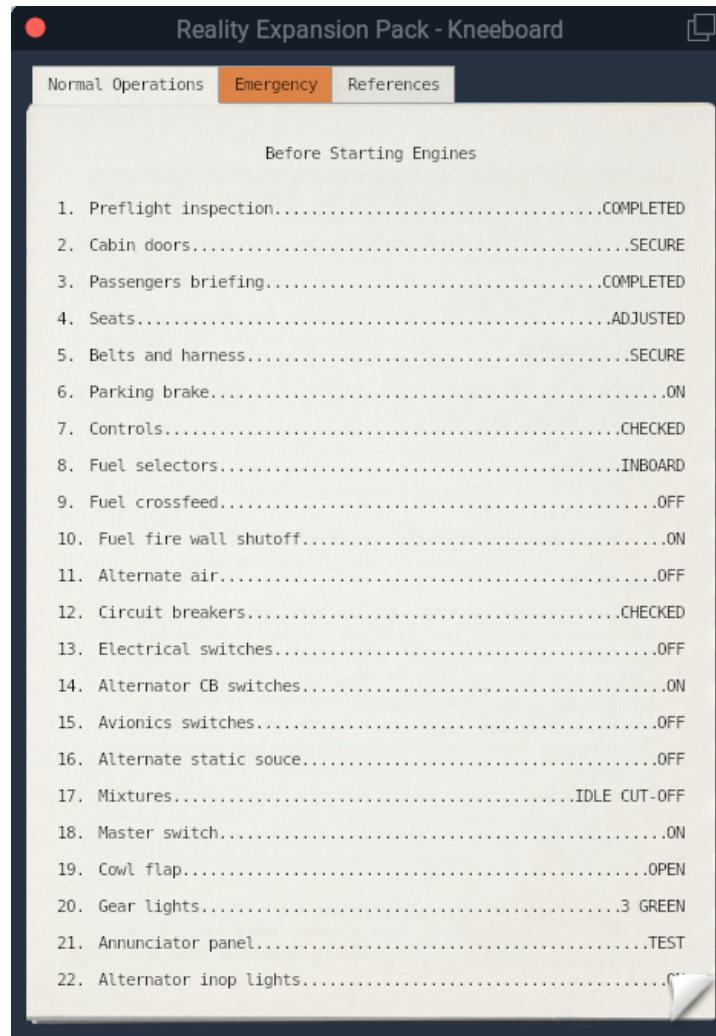 Reality Expansion Pack - Kneeboard
Normal Operations Emergency References
Before Starting Engines
1. Preflight inspection....................................COMPLETED
2. Cabin doors................................................SECURE
3. Passengers briefing.....................................COMPLETED
4. Seats....................................................ADJUSTED
5. Belts and harness..........................................SECURE
6. Parking brake..................................................ON
7. Controls..................................................CHECKED
8. Fuel selectors............................................INBOARD
9. Fuel crossfeed................................................OFF
10. Fuel fire wall shutoff........................................ON
11. Alternate air................................................OFF
12. Circuit breakers.........................................CHECKED
13. Electrical switches..........................................OFF
14. Alternator CB switches........................................ON
15. Avionics switches............................................OFF
16. Alternate static souce.......................................OFF
17. Mixtures............................................IDLE CUT-OFF
18. Master switch.................................................ON
19. Cowl flap...................................................OPEN
20. Gear lights..............................................3 GREEN
21. Annunciator panel...........................................TEST
22. Alternator inop lights........................................